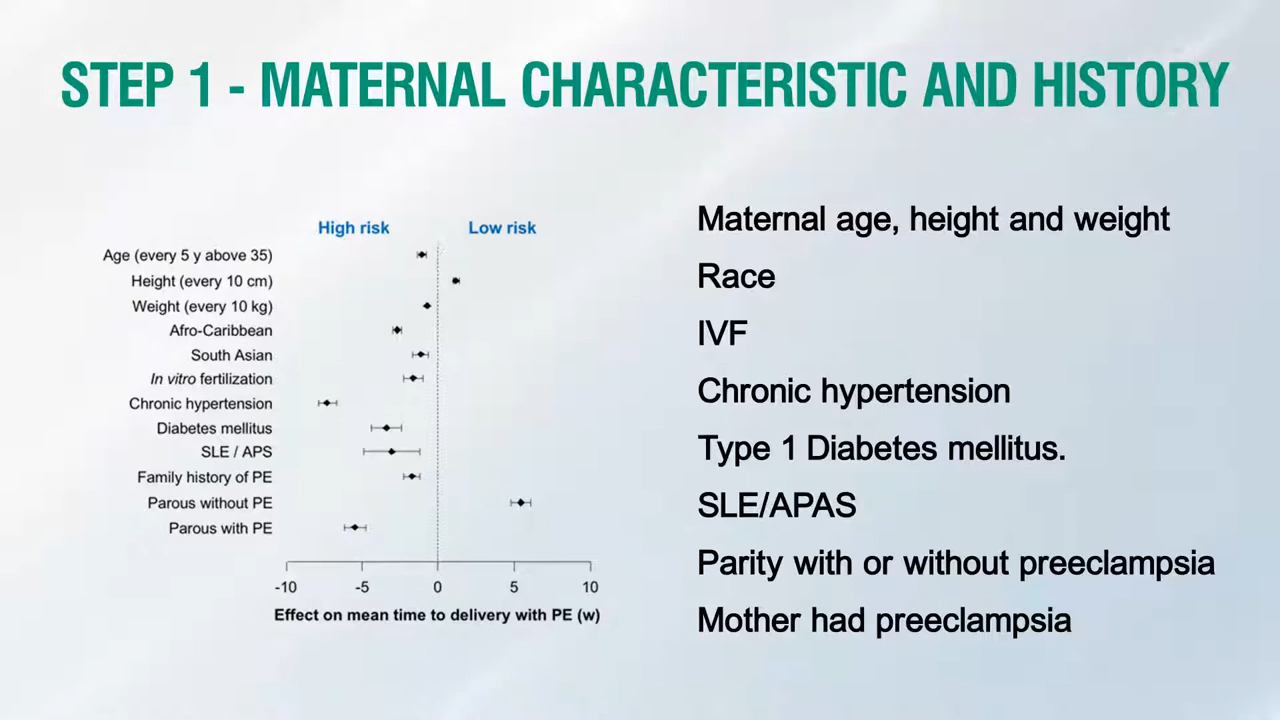 STEP 1 - MATERNAL CHARACTERISTIC AND HISTORY
High risk
Low risk
Age (every 5 y above 35)
Height (every 10 cm)
Weight (every 10 kg)
Afro-Caribbean
South Asian
In vitro fertilization
Chronic hypertension
Diabetes mellitus
SLE / APS
Family history of PE
Parous without PE
Parous with PE
-10 -5 0 5 10
Effect on mean time to delivery with PE (w)
Maternal age, height and weight
Race
IVF
Chronic hypertension
Type 1 Diabetes mellitus.
SLE/APAS
Parity with or without preeclampsia
Mother had preeclampsia